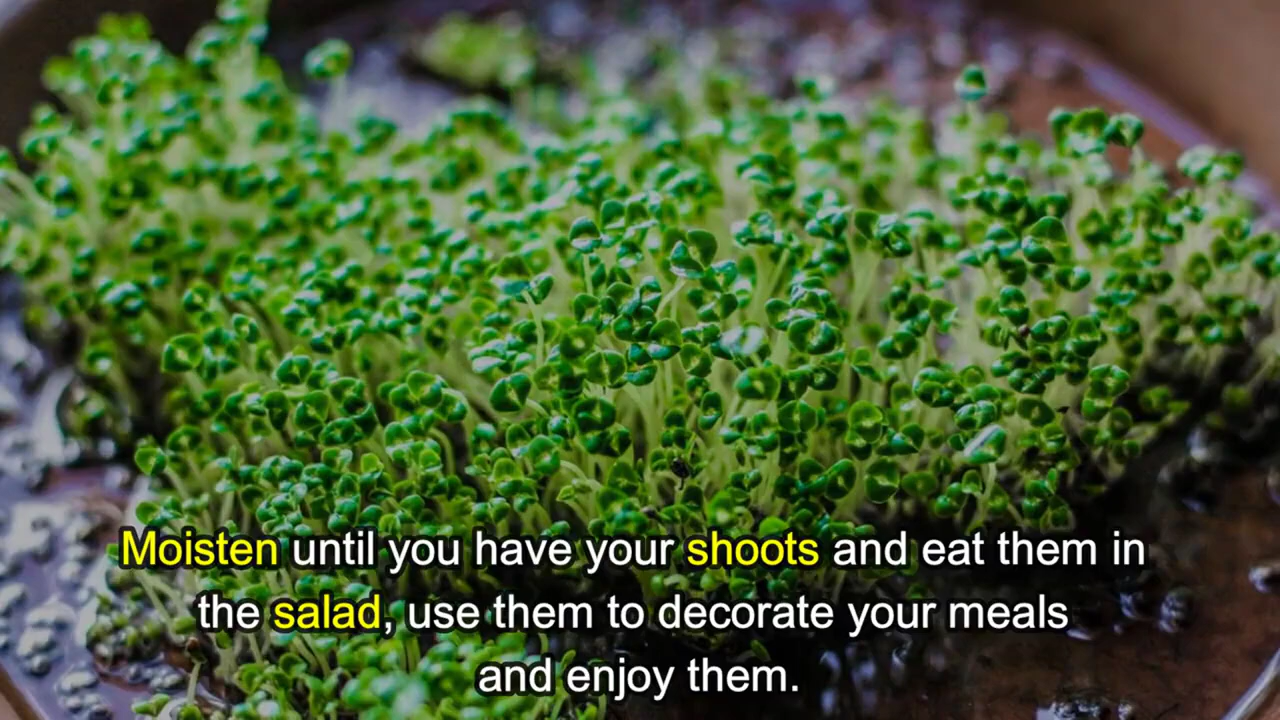 Moisten until you have your shoots and eat them in
the salad, use them to decorate your meals
and enjoy them.